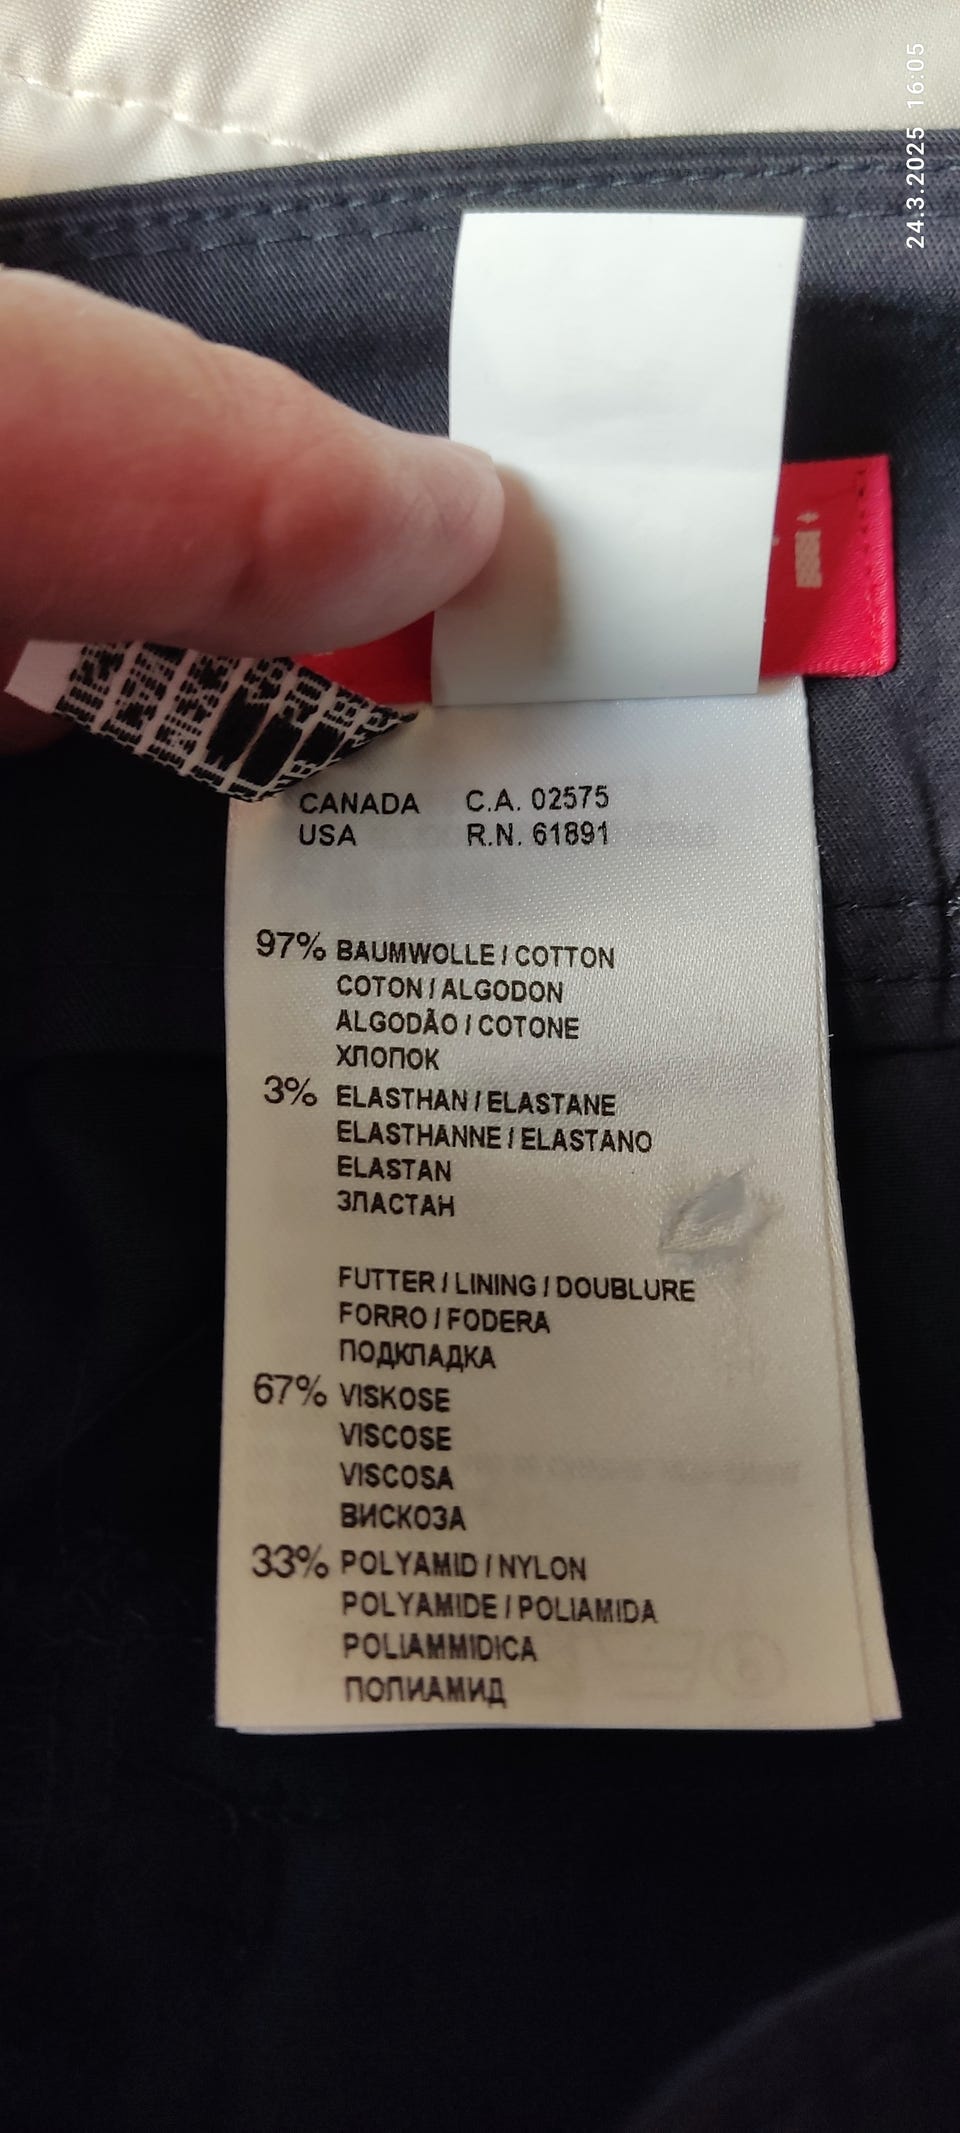 24.3.2025 16:05
CANADA C.A. 02575
USA R.N. 61891
97% BAUMWOLLE / COTTON
COTON / ALGODON
ALGODÃO / COTONE
ХЛОПОК
3% ELASTHAN / ELASTANE
ELASTHANNE / ELASTANO
ELASTAN
ЗЛАСТАН
FUTTER / LINING / DOUBLURE
FORRO / FODERA
ПОДКЛАДКА
67% VISKOSE
VISCOSE
VISCOSA
ВИСКОЗА
33% POLYAMID / NYLON
POLYAMIDE / POLIAMIDA
POLIAMMIDICA
ПОЛИАМИД